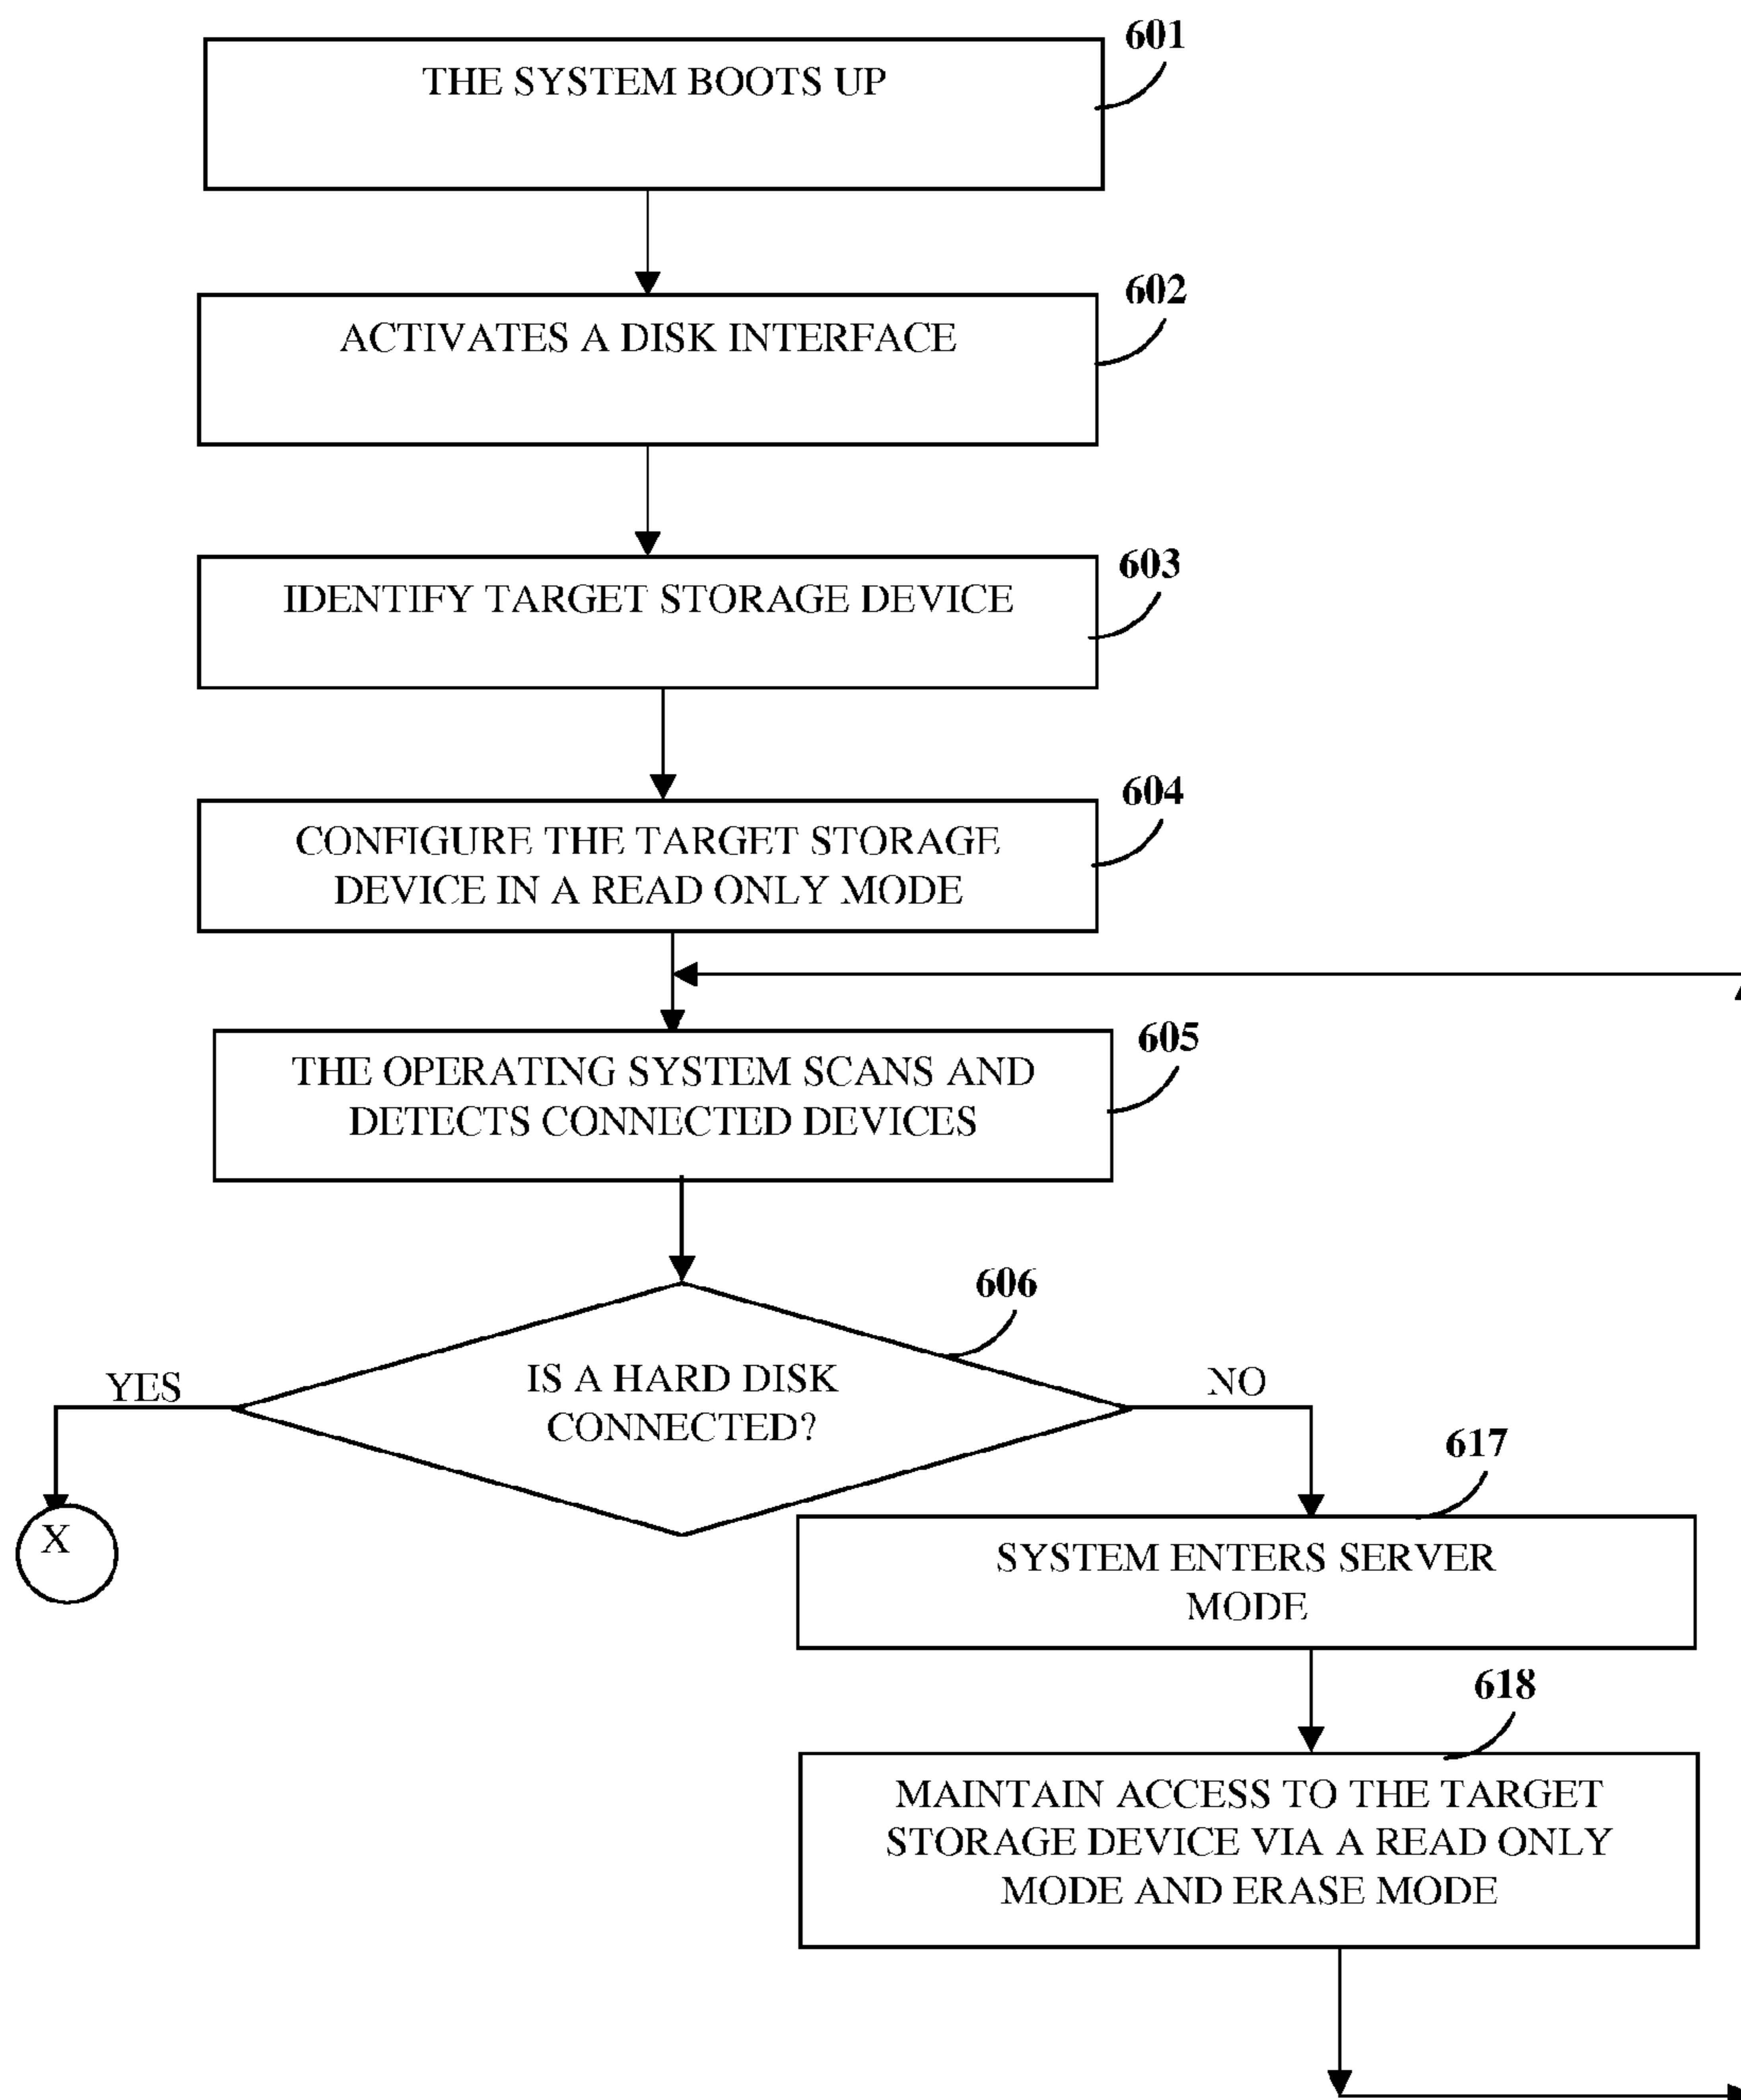 601
THE SYSTEM BOOTS UP
602
ACTIVATES A DISK INTERFACE
603
IDENTIFY TARGET STORAGE DEVICE
604
CONFIGURE THE TARGET STORAGE
DEVICE IN A READ ONLY MODE
605
THE OPERATING SYSTEM SCANS AND
DETECTS CONNECTED DEVICES
606
IS A HARD DISK
CONNECTED?
YES
NO
X
617
SYSTEM ENTERS SERVER
MODE
618
MAINTAIN ACCESS TO THE TARGET
STORAGE DEVICE VIA A READ ONLY
MODE AND ERASE MODE